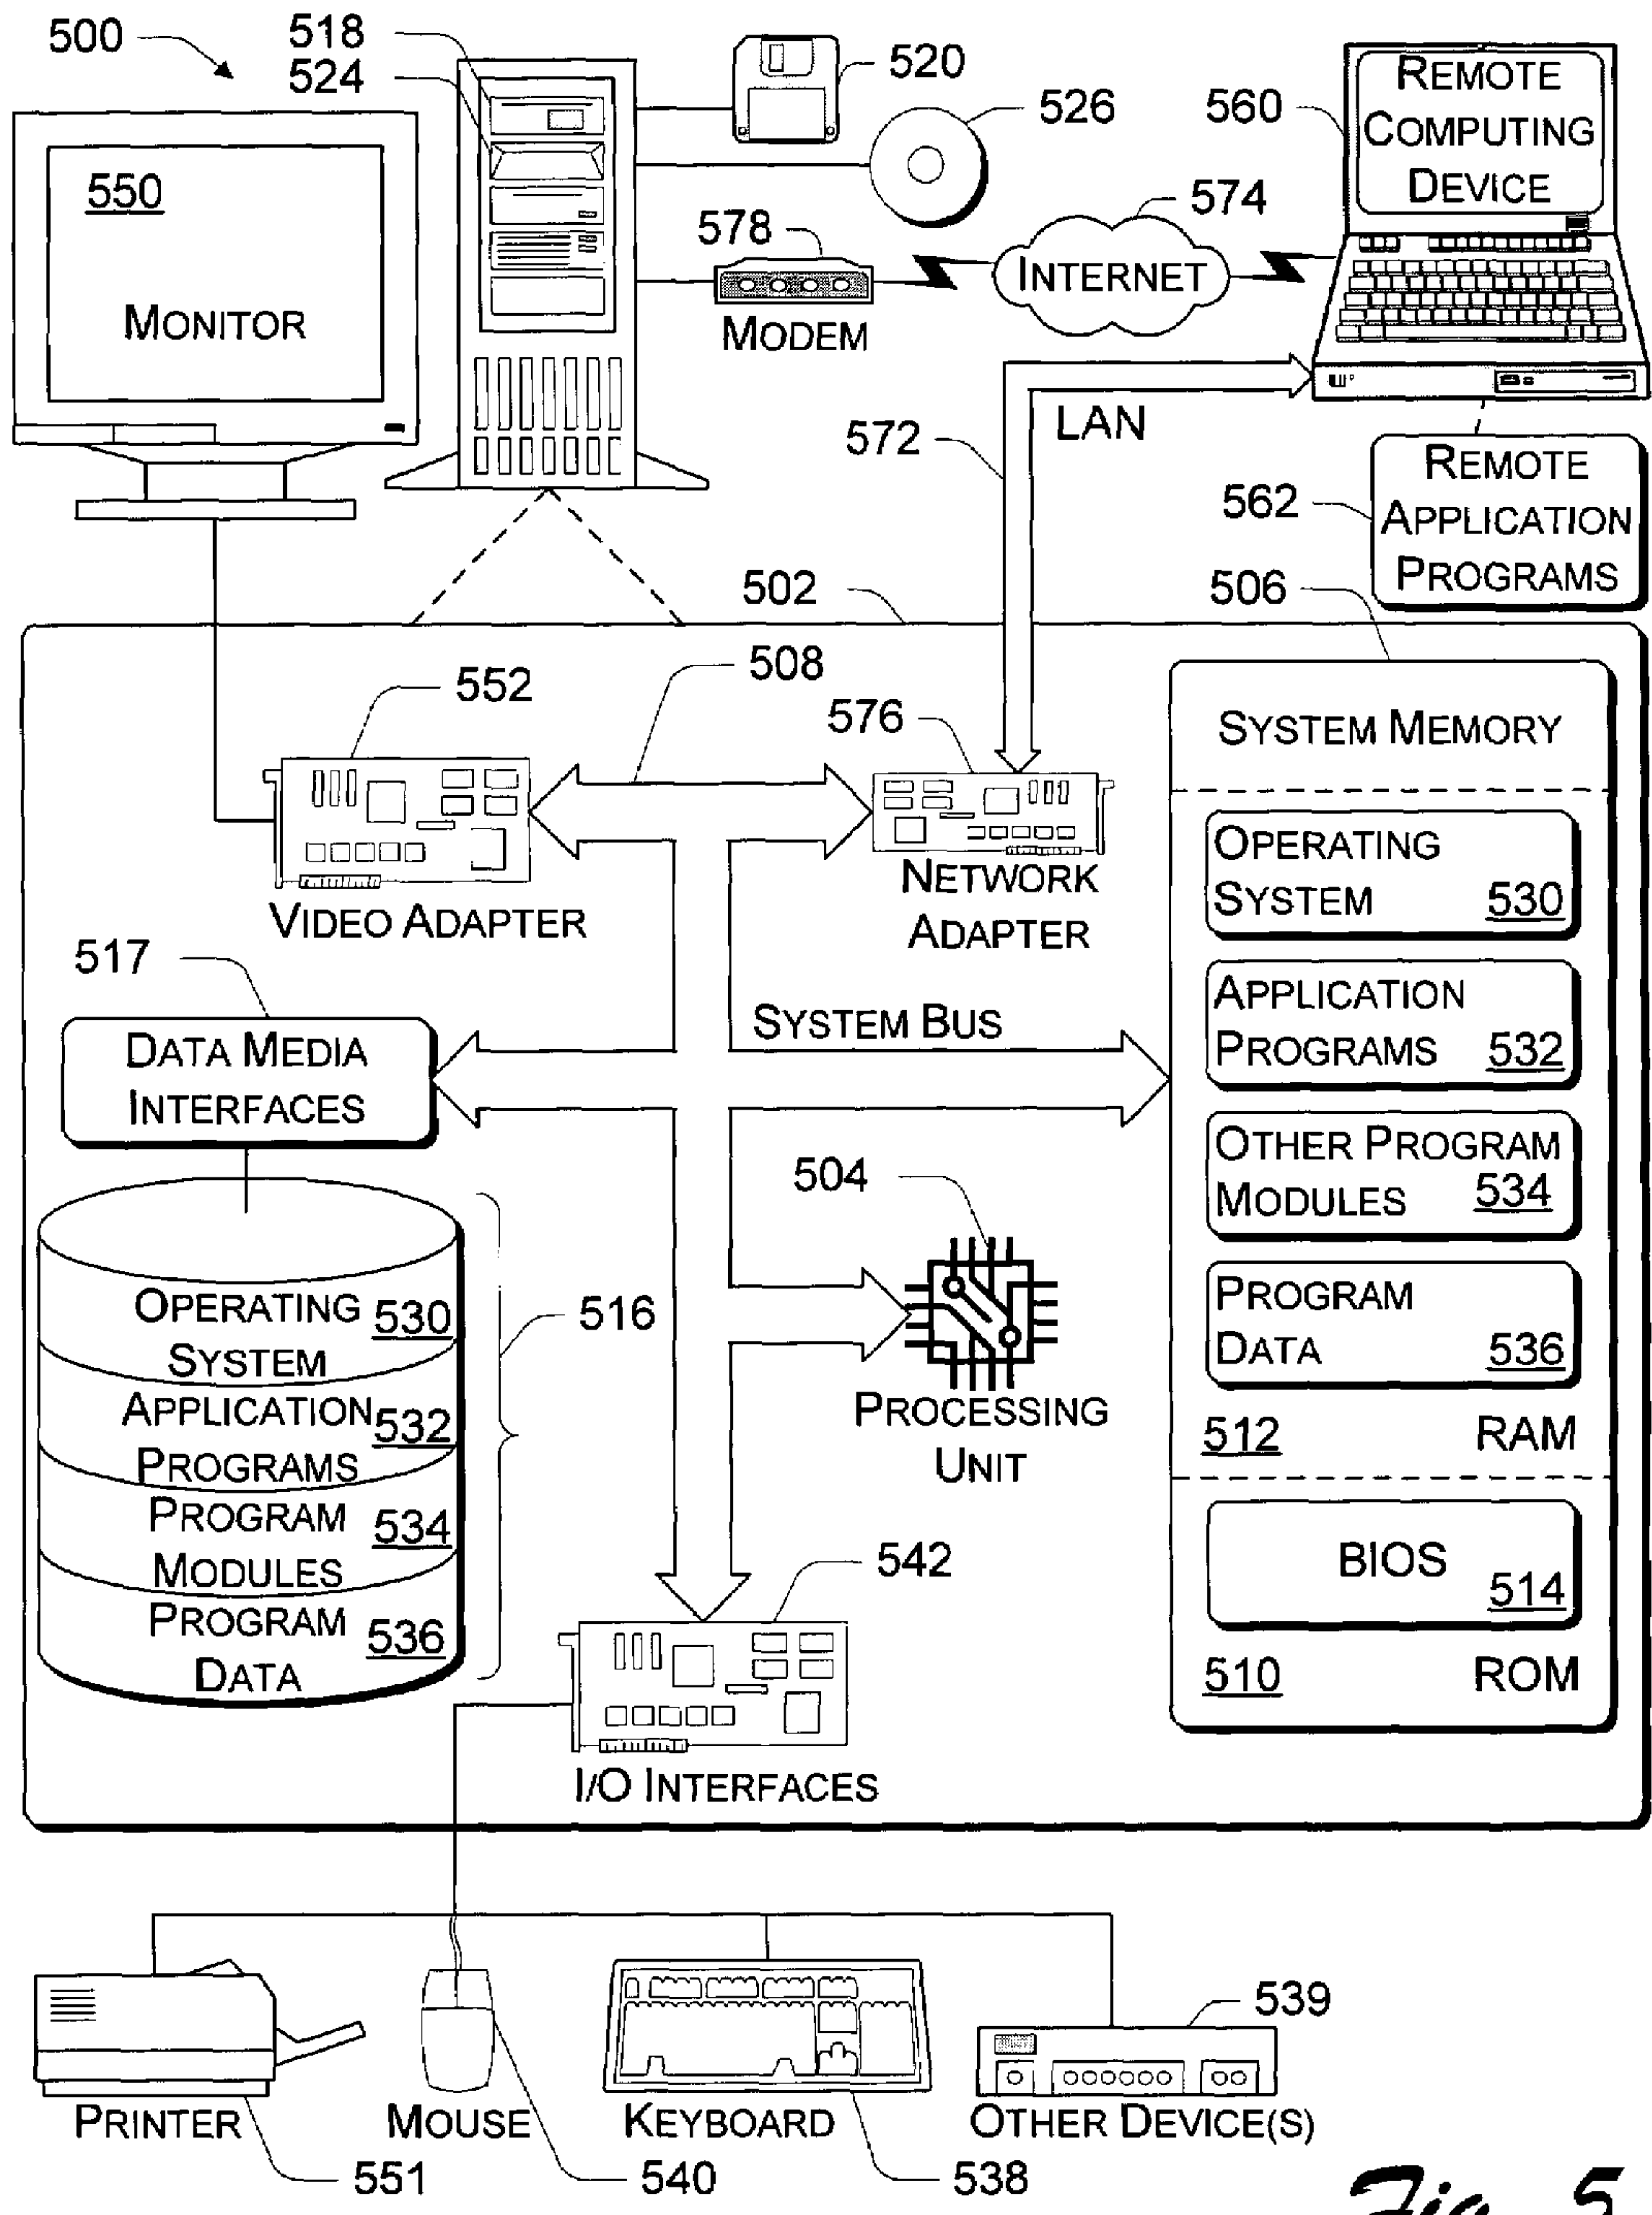 500
518
524
520
526
560
REMOTE
COMPUTING
DEVICE
550
MONITOR
578
MODEM
574
INTERNET
572
LAN
562
REMOTE
APPLICATION
PROGRAMS
502
506
552
508
576
VIDEO ADAPTER
NETWORK
ADAPTER
SYSTEM MEMORY
OPERATING
SYSTEM 530
APPLICATION
PROGRAMS 532
OTHER PROGRAM
MODULES 534
PROGRAM
DATA 536
512 RAM
BIOS
514
510 ROM
517
DATA MEDIA
INTERFACES
SYSTEM BUS
504
PROCESSING
UNIT
516
OPERATING 530
SYSTEM
APPLICATION 532
PROGRAMS
PROGRAM 534
MODULES
PROGRAM 536
DATA
542
I/O INTERFACES
PRINTER
551
MOUSE
540
KEYBOARD
538
539
OTHER DEVICE(S)
Fig. 5